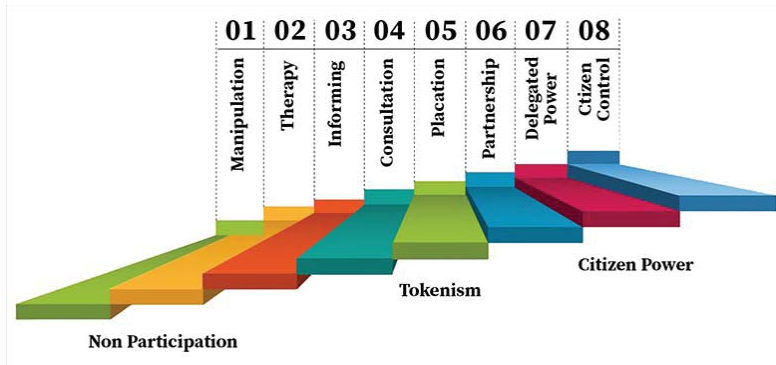 01 02 03 04 05 06 07 08
Manipulation
Therapy
Informing
Consultation
Placation
Partnership
Delegated
Power
Ctizen
Control
Citizen Power
Tokenism
Non Participation